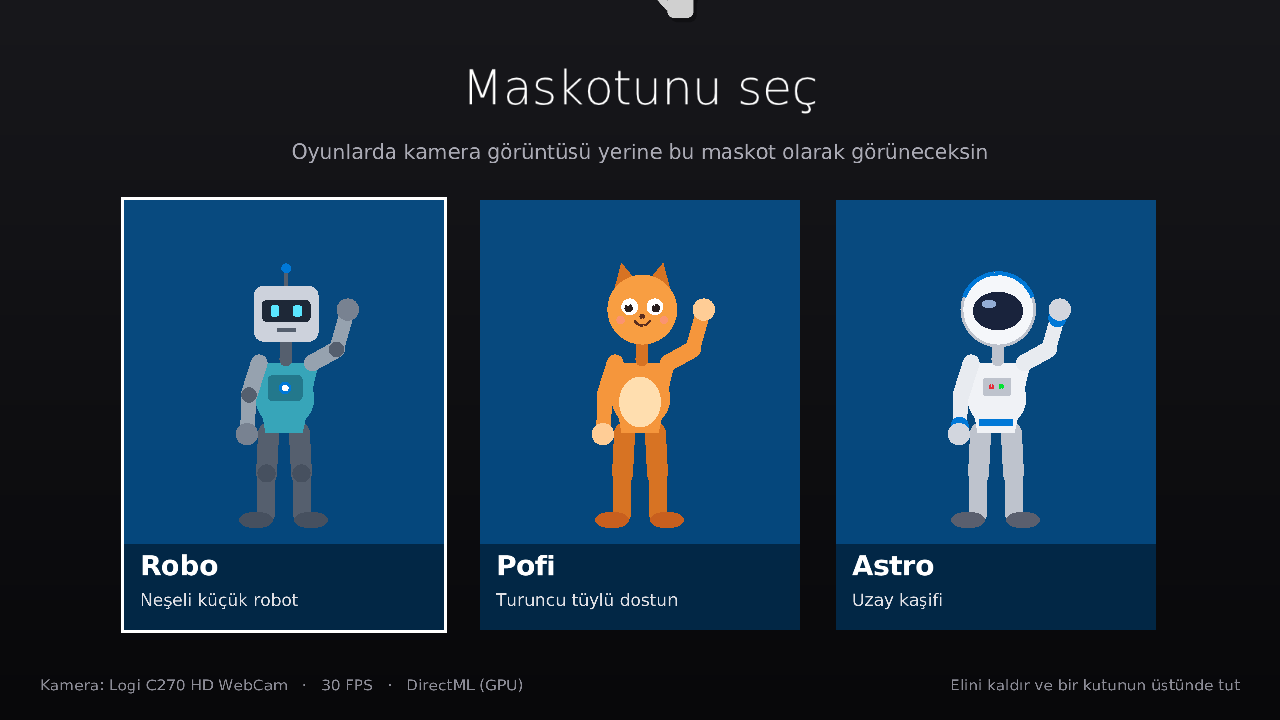 Maskotunu seç
Oyunlarda kamera görüntüsü yerine bu maskot olarak görüneceksin
Robo
Neşeli küçük robot
Pofi
Turuncu tüylü dostun
Astro
Uzay kaşifi
Kamera: Logi C270 HD WebCam · 30 FPS · DirectML (GPU)
Elini kaldır ve bir kutunun üstünde tut